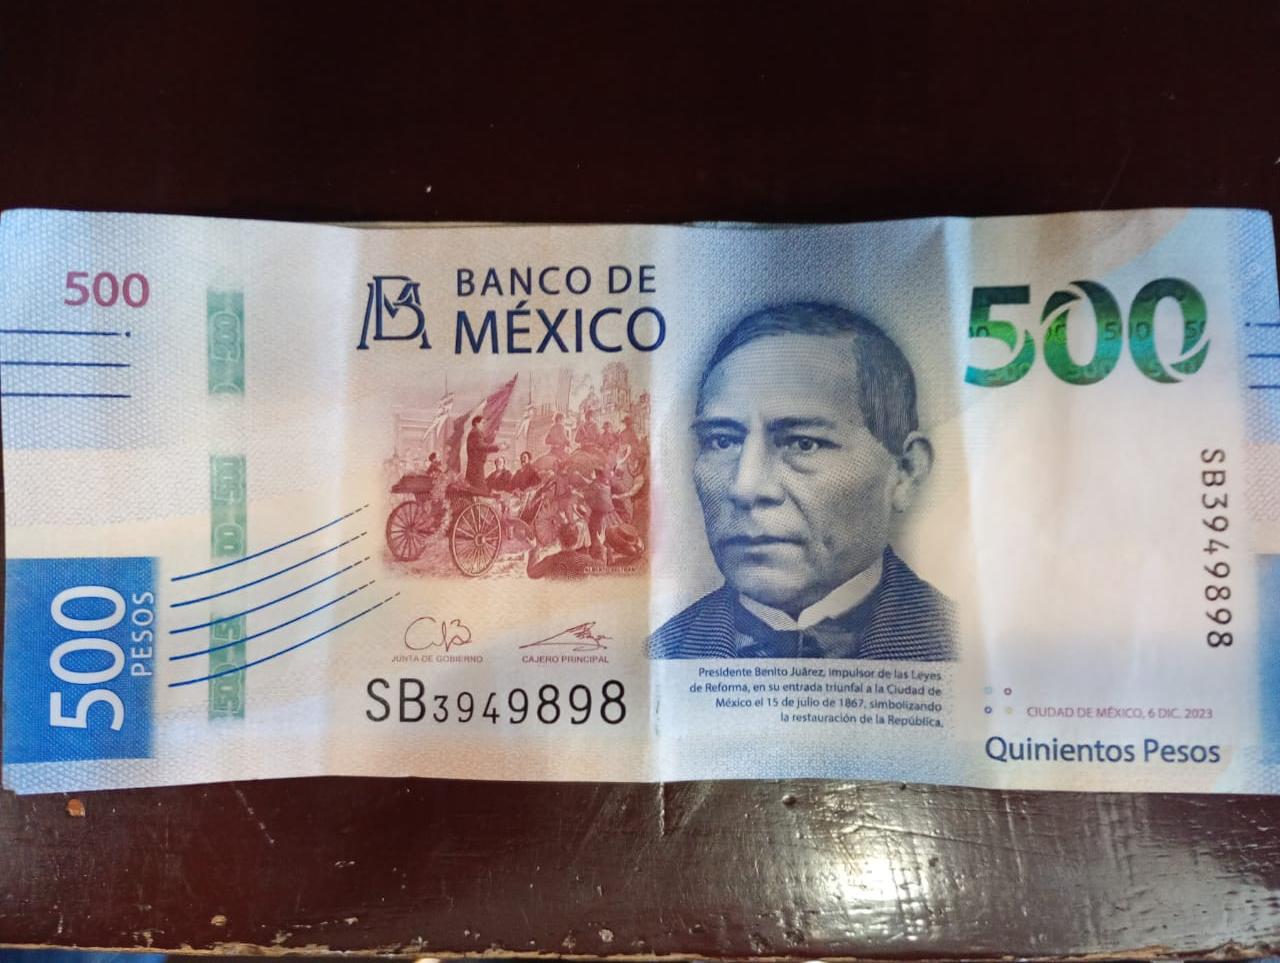 500
500 PESOS
BANCO DE
MÉXICO
500
JUNTA DE GOBIERNO
CAJERO PRINCIPAL
SB3949898
Presidente Benito Juárez, impulsor de las Leyes
de Reforma, en su entrada triunfal a la Ciudad de
México el 15 de julio de 1867, simbolizando
la restauración de la República.
SB3949898
CIUDAD DE MÉXICO, 6 DIC. 2023
Quinientos Pesos